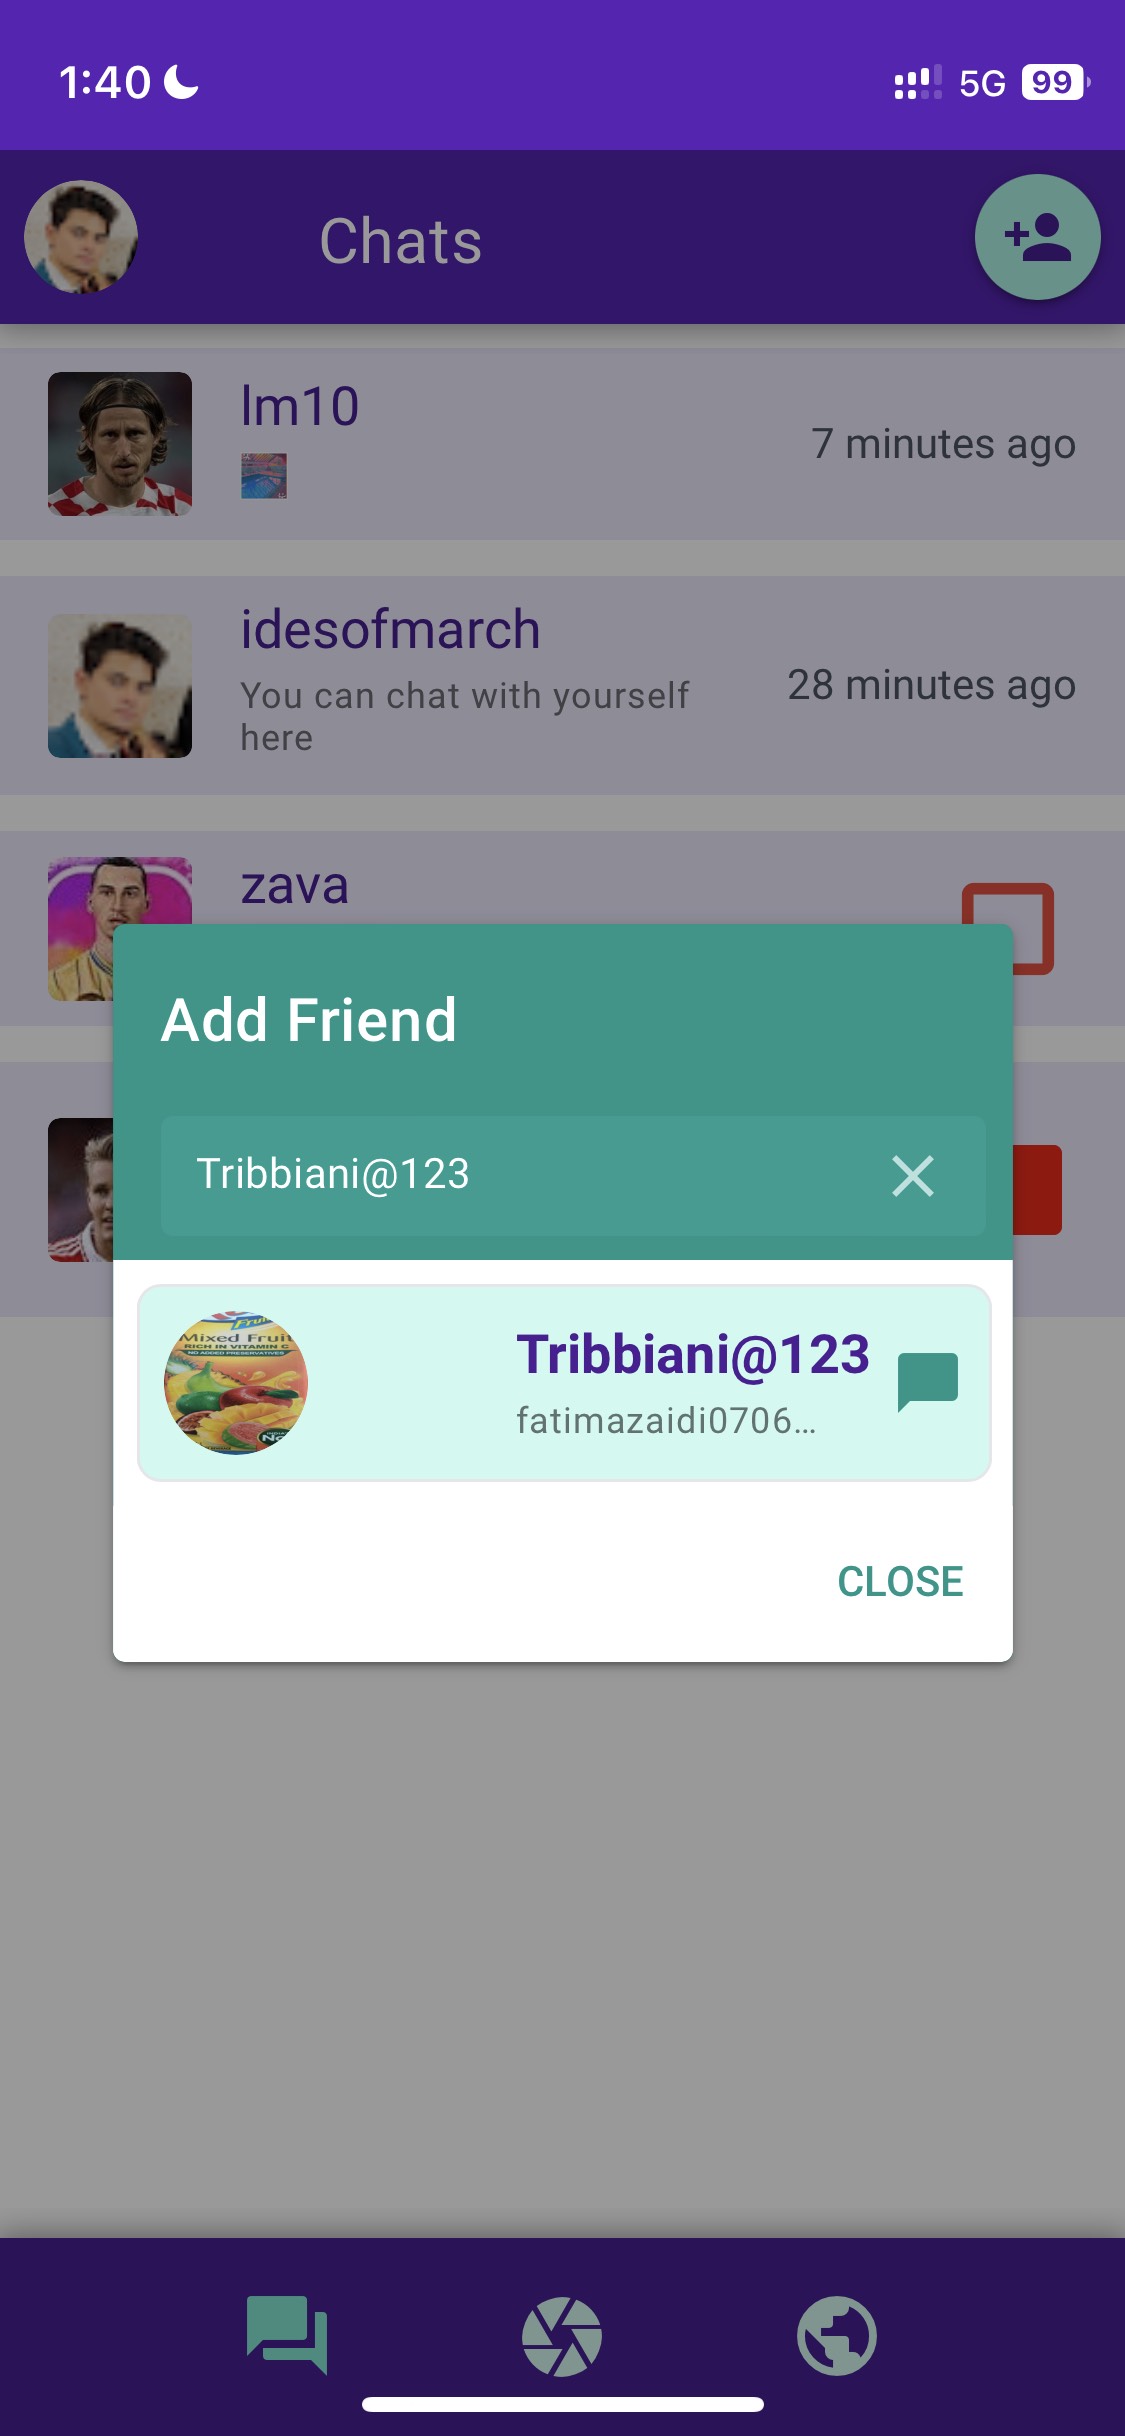 1:40
5G 99
Chats
lm10
7 minutes ago
idesofmarch
You can chat with yourself
here
28 minutes ago
zava
Add Friend
Tribbiani@123
Mixed Fruit
RICH IN VITAMIN C
NO ADDED PRESERVATIVES
Tribbiani@123
fatimazaidi0706...
CLOSE